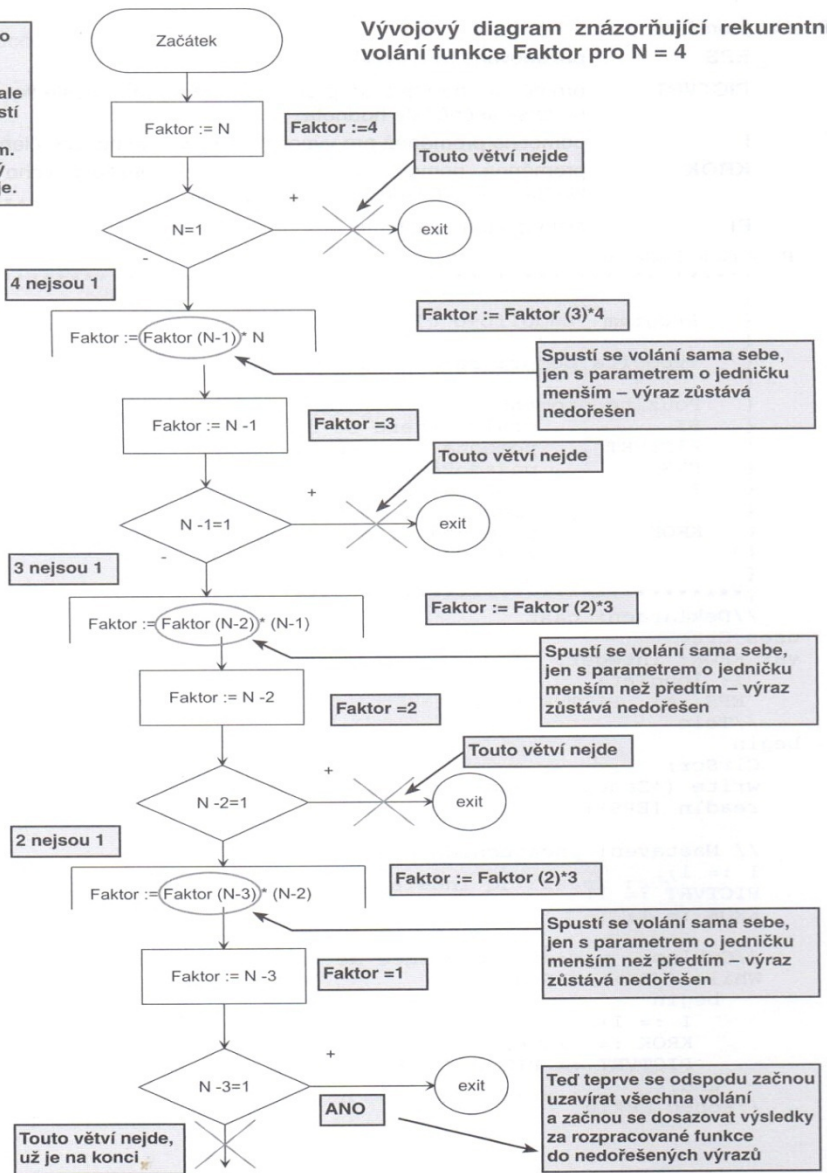 Vývojový diagram znázorňující rekurentn
volání funkce Faktor pro N = 4
o
ale
stí
m.
ý
je.
Začátek
Faktor := N
Faktor :=4
Touto větví nejde
N=1
+
exit
-
4 nejsou 1
Faktor := Faktor (3)*4
Faktor := Faktor (N-1) * N
Spustí se volání sama sebe,
jen s parametrem o jedničku
menším – výraz zůstává
nedořešen
Faktor := N -1
Faktor =3
Touto větví nejde
N -1=1
+
exit
-
3 nejsou 1
Faktor := Faktor (2)*3
Faktor := Faktor (N-2) * (N-1)
Spustí se volání sama sebe,
jen s parametrem o jedničku
menším než předtím – výraz
zůstává nedořešen
Faktor := N -2
Faktor =2
Touto větví nejde
N -2=1
+
exit
2 nejsou 1
Faktor := Faktor (2)*3
Faktor := Faktor (N-3) * (N-2)
Spustí se volání sama sebe,
jen s parametrem o jedničku
menším než předtím – výraz
zůstává nedořešen
Faktor := N -3
Faktor =1
N -3=1
+
exit
ANO
Teď teprve se odspodu začnou
uzavírat všechna volání
a začnou se dosazovat výsledky
za rozpracované funkce
do nedořešených výrazů
Touto větví nejde,
už je na konci